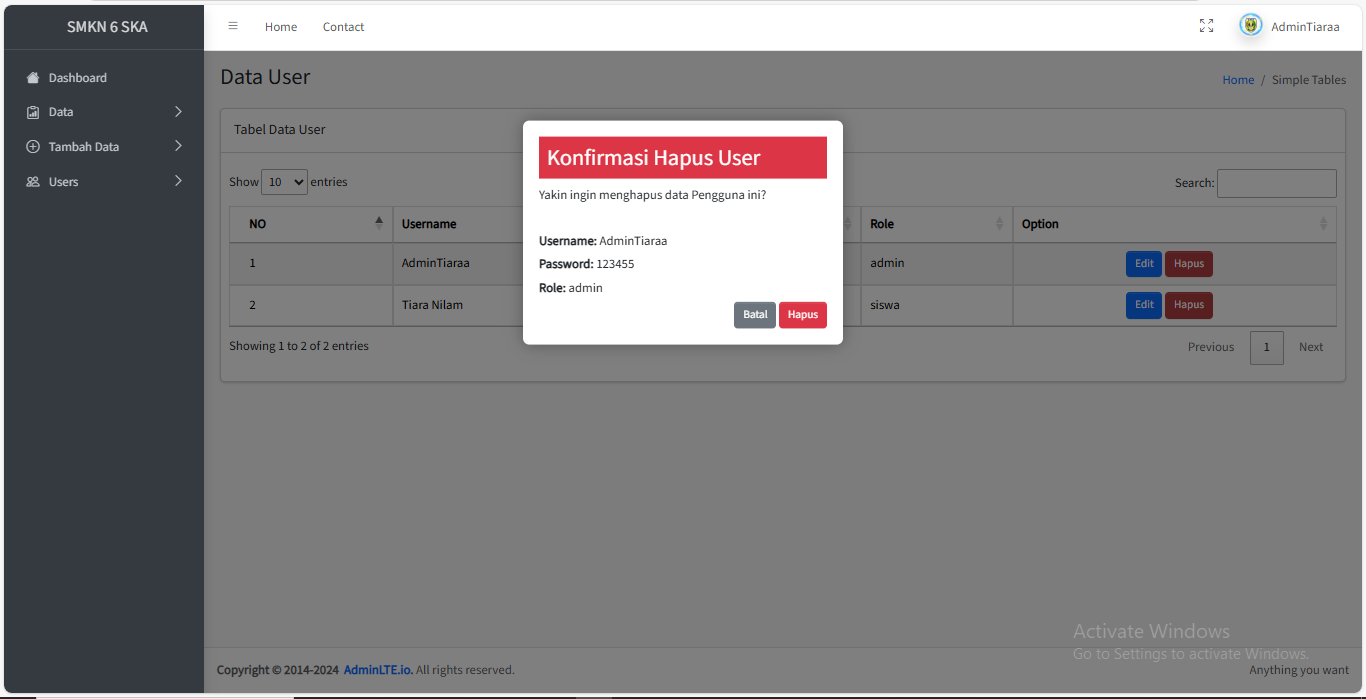 SMKN 6 SKA
Home
Contact
AdminTiaraa
Dashboard
Data
Tambah Data
Users
Data User
Home / Simple Tables
Tabel Data User
Show 10 entries
Search:
NO
Username
Role
Option
1
AdminTiaraa
admin
Edit
Hapus
2
Tiara Nilam
siswa
Edit
Hapus
Showing 1 to 2 of 2 entries
Previous
1
Next
Konfirmasi Hapus User
Yakin ingin menghapus data Pengguna ini?
Username: AdminTiaraa
Password: 123455
Role: admin
Batal
Hapus
Activate Windows
Go to Settings to activate Windows.
Copyright © 2014-2024 AdminLTE.io. All rights reserved.
Anything you want